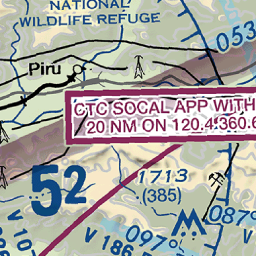 NATIONAL
WILDLIFE REFUGE
053
Piru
CTC SOCAL APP WITH
20 NM ON 120.4 360.6
52
1713
(385)
V 107
V 186
097°
087°